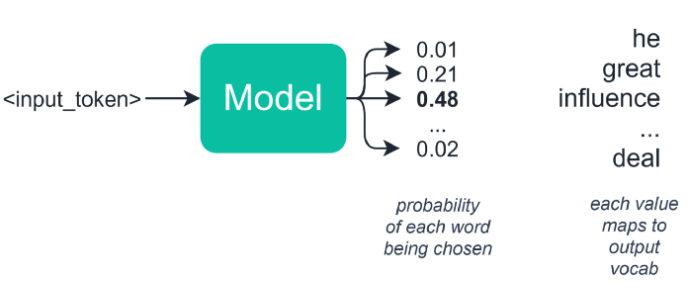 <input_token>
Model
0.01
0.21
0.48
...
0.02
he
great
influence
...
deal
probability
of each word
being chosen
each value
maps to
output
vocab